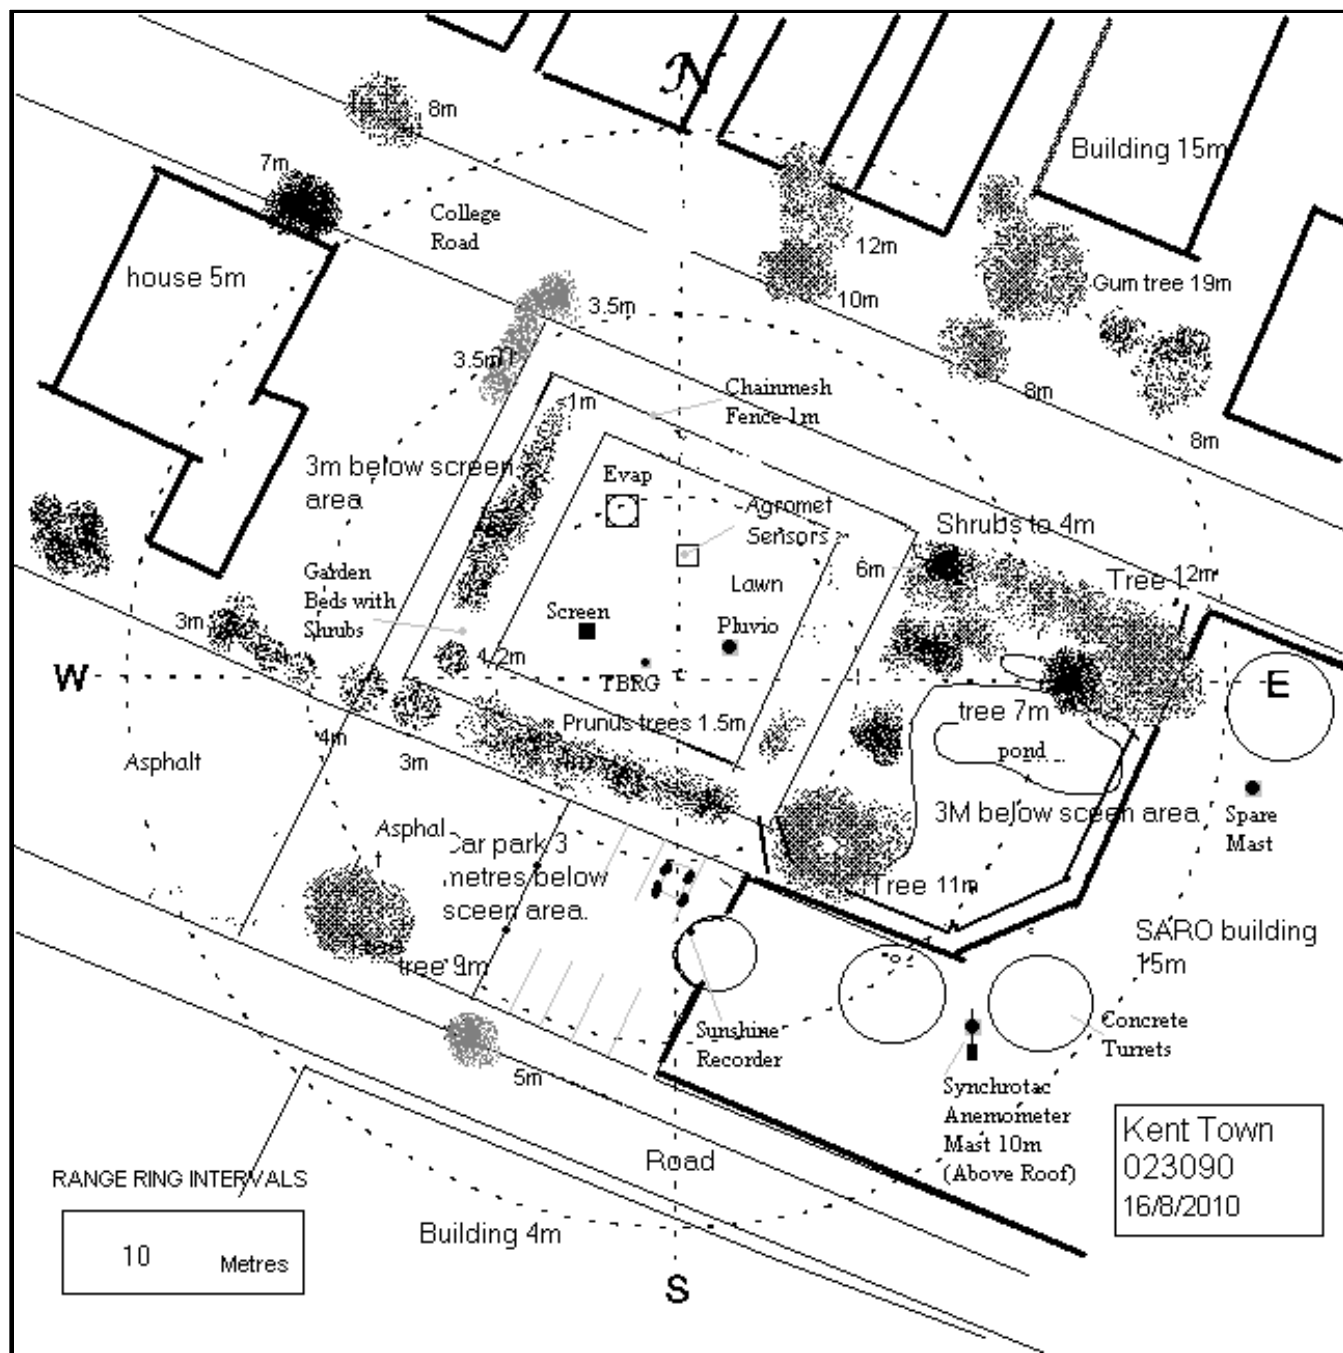 N
8m
7m
Building 15m
College
Road
12m
house 5m
Gum tree 19m
3.5m
10m
3.5m
Chainmesh
Fence 1m
8m
1m
8m
3m below screen
area
Evap
Agromet
Sensors
Shrubs to 4m
6m
Tree 12m
Garden
Beds with
Shrubs
Lawn
Screen
Pluvio
3m
4.2m
W
TBRG
E
Prunus trees 1.5m
tree 7m
4m
3m
pond
Asphalt
3M below sceen area
Spare
Mast
Asphal
t
Car park 3
metres below
sceen area.
Tree 11m
SARO building
15m
tree 9m
Sunshine
Recorder
Concrete
Turrets
5m
Synchrotac
Anemometer
Mast 10m
(Above Roof)
Kent Town
023090
16/8/2010
Road
RANGE RING INTERVALS
10 Metres
Building 4m
S